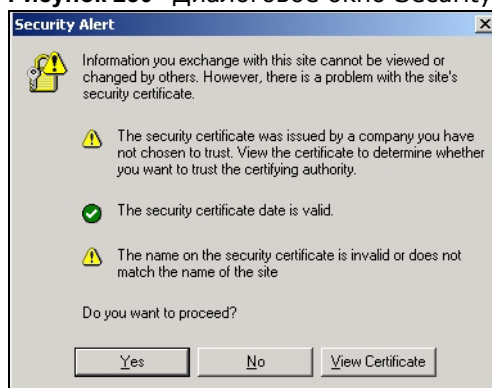 Диалоговое окно Security
Security Alert
Information you exchange with this site cannot be viewed or
changed by others. However, there is a problem with the site's
security certificate.
The security certificate was issued by a company you have
not chosen to trust. View the certificate to determine whether
you want to trust the certifying authority.
The security certificate date is valid.
The name on the security certificate is invalid or does not
match the name of the site
Do you want to proceed?
Yes
No
View Certificate